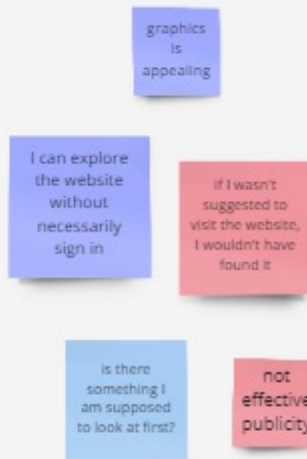 graphics
is
appealing
I can explore
the website
without
necessarily
sign in
if I wasn't
suggested to
visit the website,
I wouldn't have
found it
is there
something I
am supposed
to look at first?
not
effective
publicity